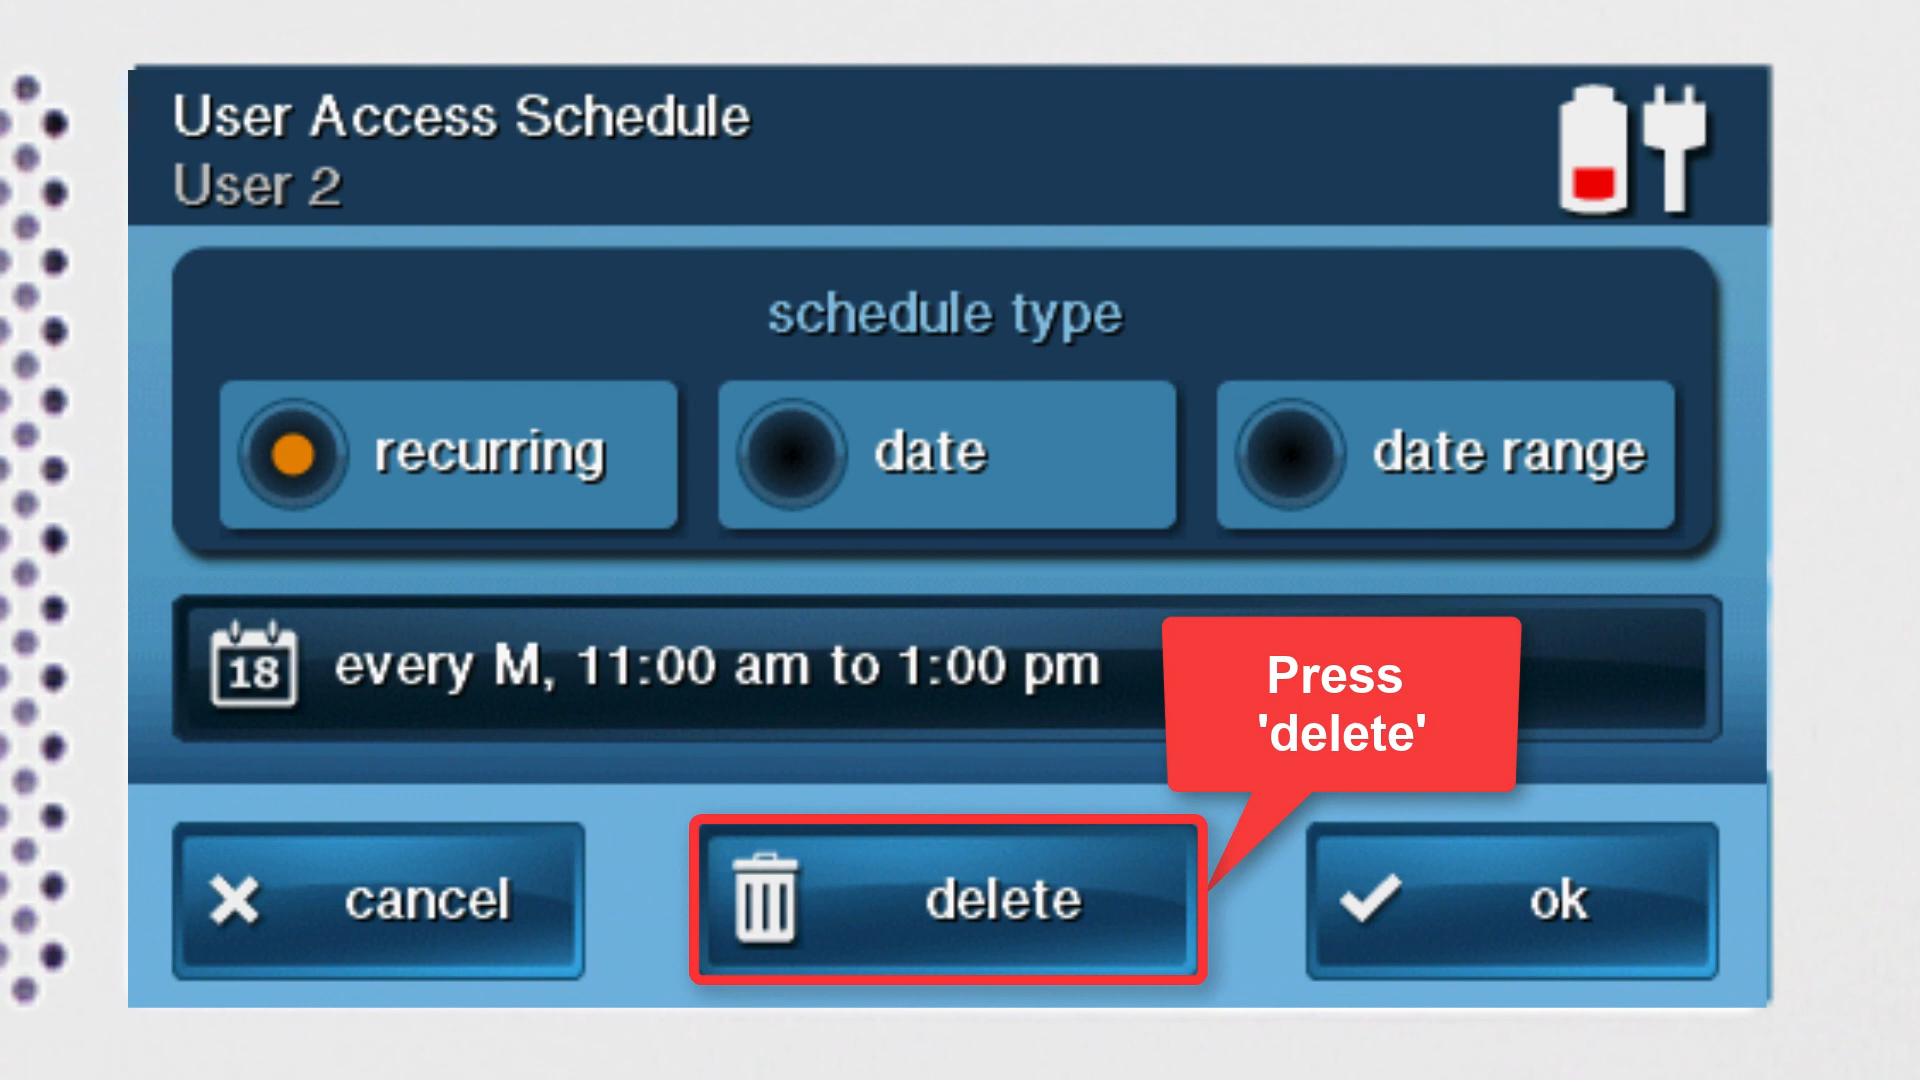 User Access Schedule
User 2
schedule type
recurring
date
date range
18
every M, 11:00 am to 1:00 pm
Press
'delete'
cancel
delete
ok